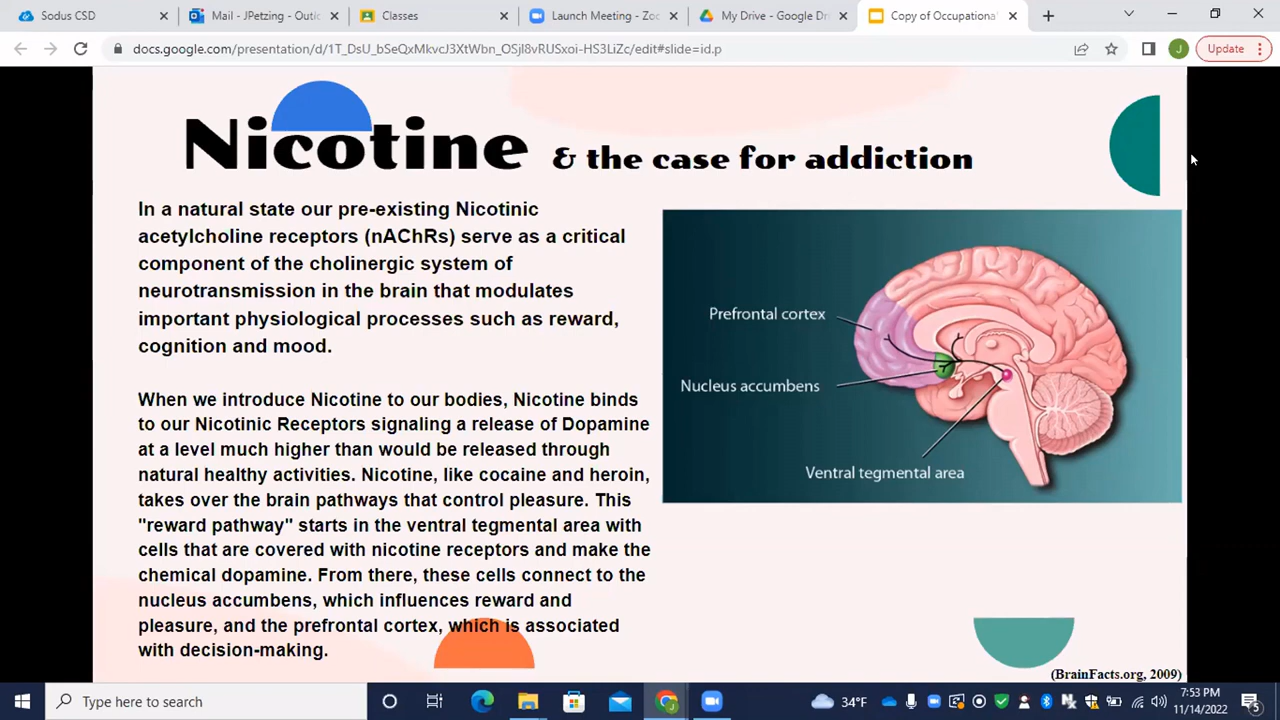 Sodus CSD
Mail - JPetzing - Outlo
Classes
Launch Meeting - Zoo
My Drive - Google Dri
Copy of Occupational
docs.google.com/presentation/d/1T_DsU_bSeQxMkvcJ3XtWbn_OSjI8vRUSxoi-HS3LiZc/edit#slide=id.p
J
Update
Nicotine & the case for addiction
In a natural state our pre-existing Nicotinic
acetylcholine receptors (nAChRs) serve as a critical
component of the cholinergic system of
neurotransmission in the brain that modulates
important physiological processes such as reward,
cognition and mood.
When we introduce Nicotine to our bodies, Nicotine binds
to our Nicotinic Receptors signaling a release of Dopamine
at a level much higher than would be released through
natural healthy activities. Nicotine, like cocaine and heroin,
takes over the brain pathways that control pleasure. This
"reward pathway" starts in the ventral tegmental area with
cells that are covered with nicotine receptors and make the
chemical dopamine. From there, these cells connect to the
nucleus accumbens, which influences reward and
pleasure, and the prefrontal cortex, which is associated
with decision-making.
Prefrontal cortex
Nucleus accumbens
Ventral tegmental area
(BrainFacts.org, 2009)
Type here to search
34°F
7:53 PM
11/14/2022
5